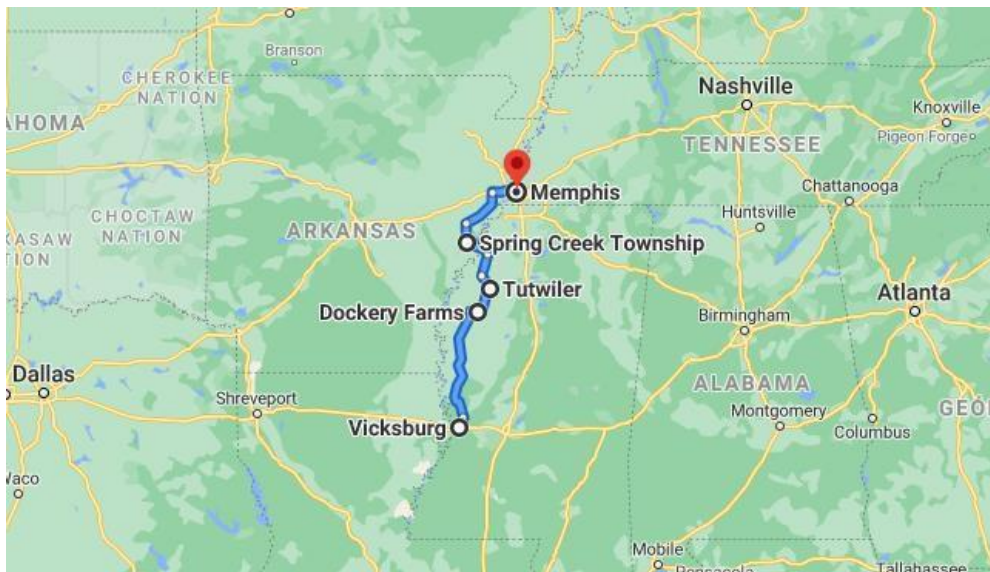 Branson
CHEROKEE
NATION
Nashville
Knoxville
AHOMA
Pigeon Forge
TENNESSEE
Memphis
Chattanooga
CHOCTAW
NATION
ARKANSAS
Huntsville
KASAW
TION
Spring Creek Township
Tutwiler
Atlanta
Dockery Farms
Birmingham
Dallas
ALABAMA
Shreveport
GEO
Montgomery
Vicksburg
Columbus
Waco
Mobile
Pensacola
Tallahassee